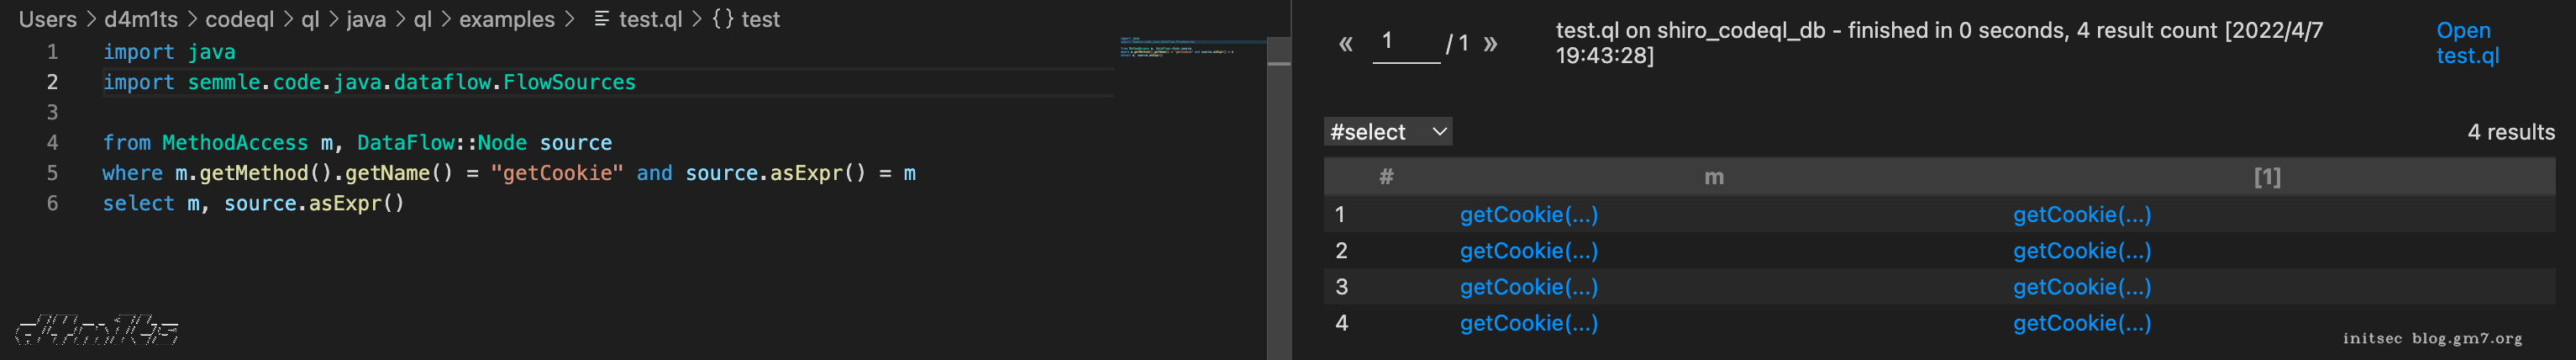 Users > d4m1ts > codeql > ql > java > ql > examples > test.ql > {} test
1 import java
2 import semmle.code.java.dataflow.FlowSources
3
4 from MethodAccess m, DataFlow::Node source
5 where m.getMethod().getName() = "getCookie" and source.asExpr() = m
6 select m, source.asExpr()
d4m1ts
« 1 / 1 »
test.ql on shiro_codeql_db - finished in 0 seconds, 4 result count [2022/4/7
19:43:28]
Open
test.ql
#select
4 results
# m [1]
1 getCookie(...) getCookie(...)
2 getCookie(...) getCookie(...)
3 getCookie(...) getCookie(...)
4 getCookie(...) getCookie(...)
initsec blog.gm7.org